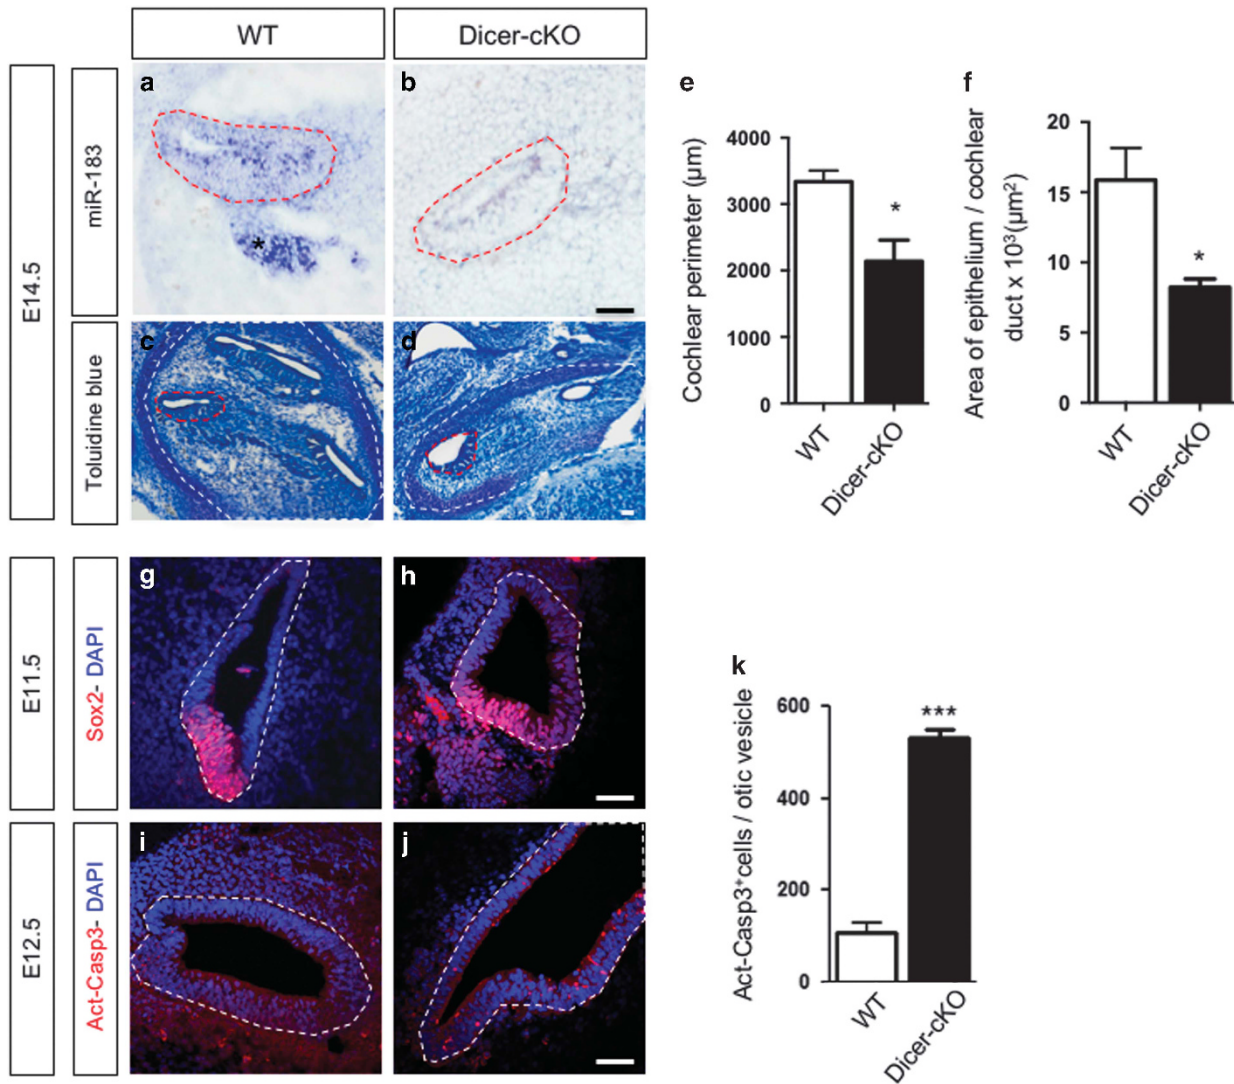 WT
Dicer-cKO
E14.5
miR-183
a
*
b
Toluidine blue
c
d
e
Cochlear perimeter (µm)
4000
3000
2000
1000
0
*
WT
Dicer-cKO
f
Area of epithelium / cochlear
duct x 10³(µm²)
20
15
10
5
0
*
WT
Dicer-cKO
E11.5
Sox2- DAPI
g
h
E12.5
Act-Casp3- DAPI
i
j
k
Act-Casp3⁺cells / otic vesicle
600
400
200
0
***
WT
Dicer-cKO